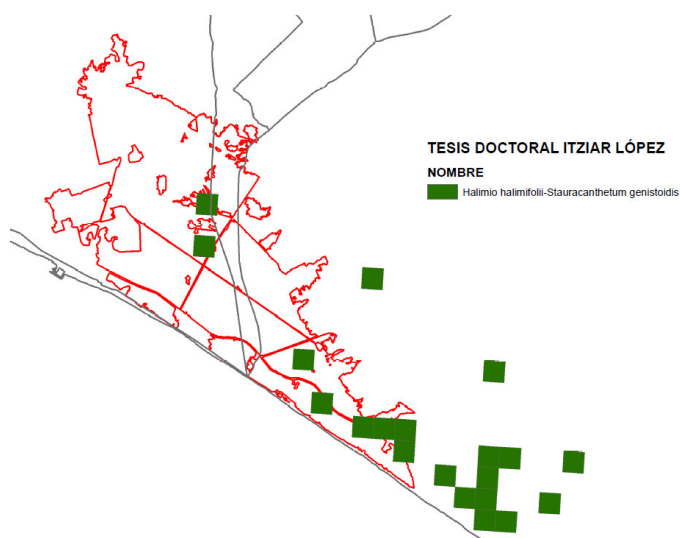 TESIS DOCTORAL ITZIAR LÓPEZ
NOMBRE
Halimio halimifolii-Stauracanthetum genistoidis